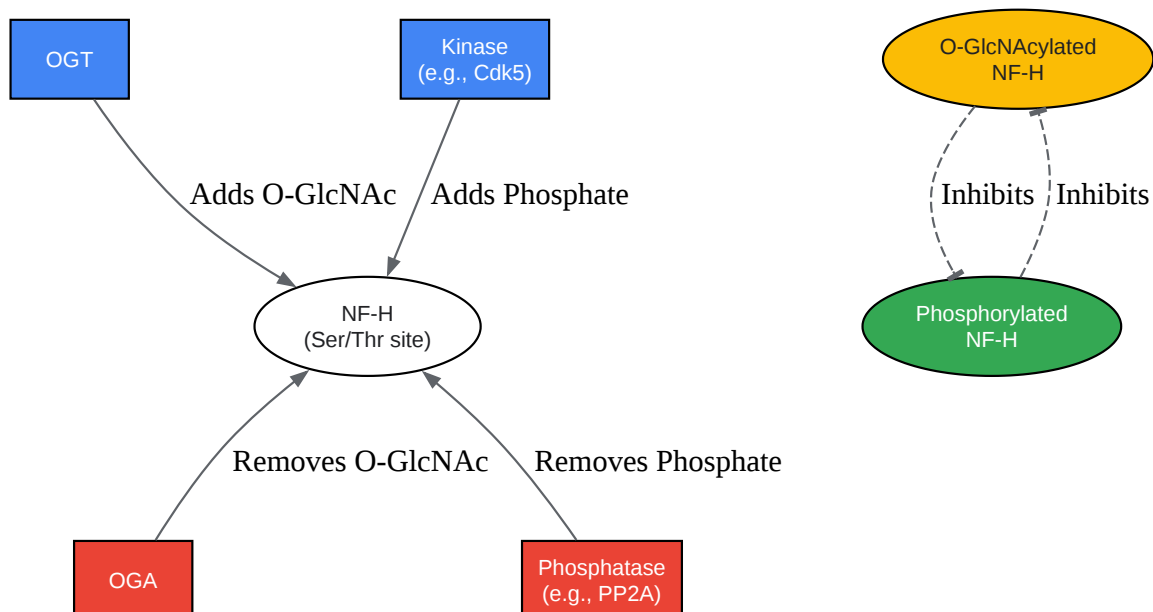 OGT
Kinase
(e.g., Cdk5)
O-GlcNAcylated
NF-H
Adds O-GlcNAc
Adds Phosphate
Inhibits
Inhibits
NF-H
(Ser/Thr site)
Phosphorylated
NF-H
Removes O-GlcNAc
Removes Phosphate
OGA
Phosphatase
(e.g., PP2A)